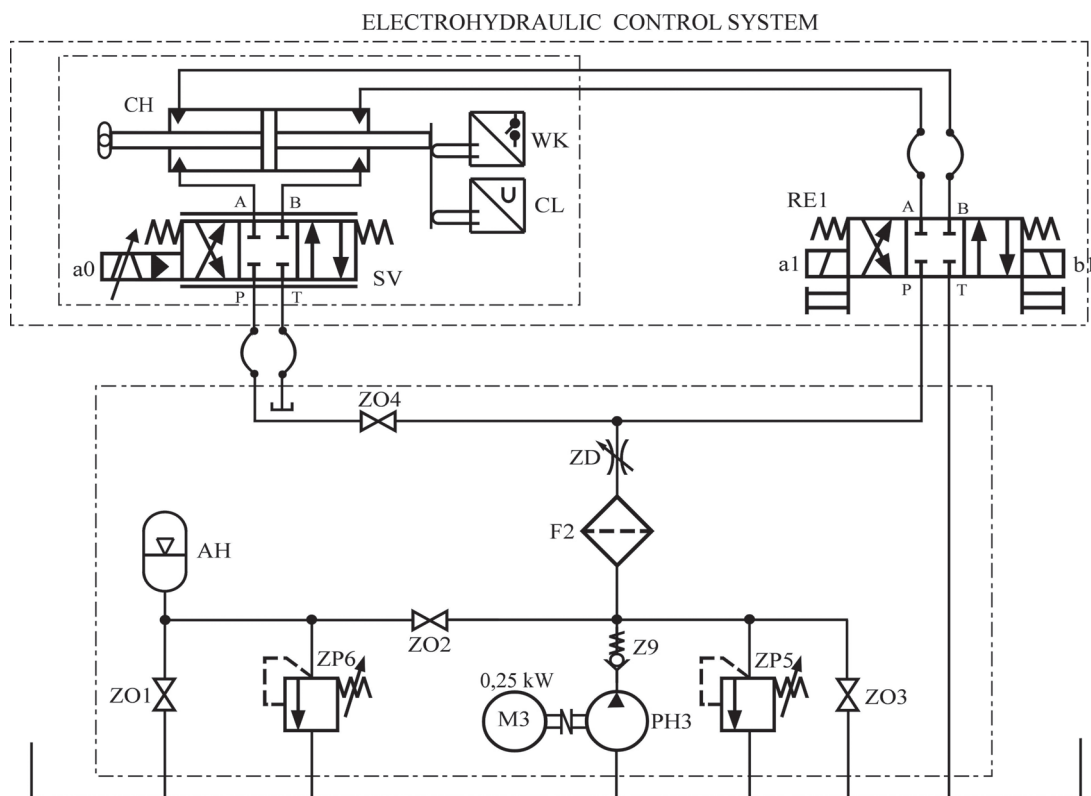 ELECTROHYDRAULIC CONTROL SYSTEM
CH
WK
CL
A B
a0
SV
P T
RE1
A B
a1
b1
P T
ZO4
ZD
F2
AH
ZO2
Z9
ZP6
ZP5
ZO1
ZO3
0,25 kW
M3
PH3